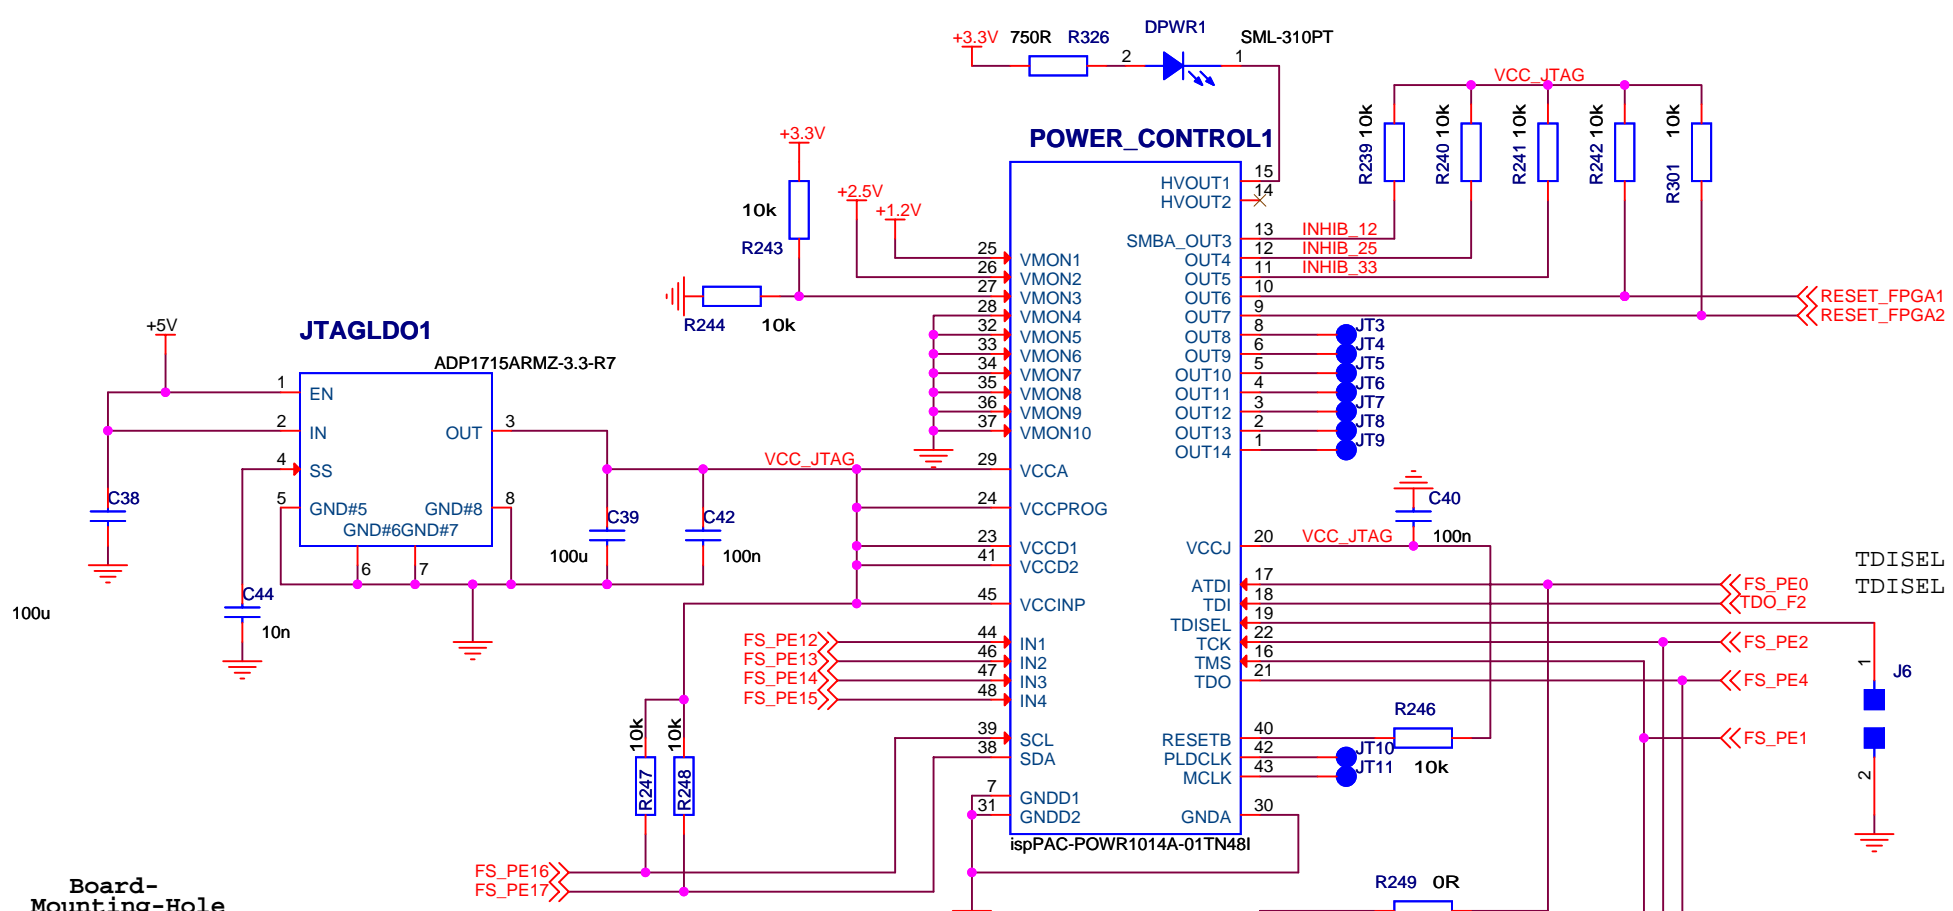 DPWR1
+3.3V 750R R326 2 1 SML-310PT
VCC_JTAG
R239 10k
R240 10k
R241 10k
R242 10k
R301 10k
+3.3V
POWER_CONTROL1
10k
R243
+2.5V
+1.2V
R244 10k
25 VMON1
26 VMON2
27 VMON3
28 VMON4
32 VMON5
33 VMON6
34 VMON7
35 VMON8
36 VMON9
37 VMON10
HVOUT1 15
HVOUT2 14
SMBA_OUT3 13 INHIB_12
OUT4 12 INHIB_25
OUT5 11 INHIB_33
OUT6 10 RESET_FPGA1
OUT7 9 RESET_FPGA2
OUT8 8 JT3
OUT9 6 JT4
OUT10 5 JT5
OUT11 4 JT6
OUT12 3 JT7
OUT13 2 JT8
OUT14 1 JT9
+5V
JTAGLDO1
ADP1715ARMZ-3.3-R7
1 EN
2 IN OUT 3
4 SS
5 GND#5 GND#8 8
GND#6GND#7
6 7
C38
100u
C44
10n
C39
100u
C42
100n
VCC_JTAG
29 VCCA
24 VCCPROG
23 VCCD1
41 VCCD2
45 VCCINP
FS_PE12 44 IN1
FS_PE13 46 IN2
FS_PE14 47 IN3
FS_PE15 48 IN4
39 SCL
38 SDA
7 GNDD1
31 GNDD2
R247 10k
R248 10k
FS_PE16
FS_PE17
C40
100n
VCCJ 20 VCC_JTAG
ATDI 17 FS_PE0
TDI 18 TDO_F2
TDISEL 19
TCK 22 FS_PE2
TMS 16
TDO 21 FS_PE4
FS_PE1
R246
10k
RESETB 40
PLDCLK 42 JT10
MCLK 43 JT11
GNDA 30
ispPAC-POWR1014A-01TN48I
TDISEL
TDISEL
1
J6
2
R249 0R
Board-
Mounting-Hole